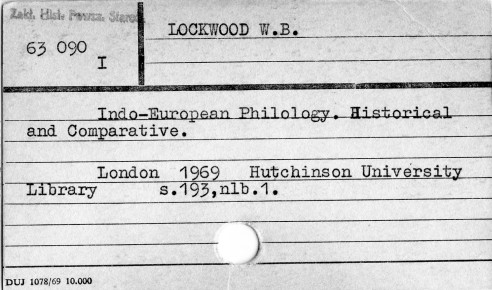 Zakł. Hist. Powsz. Staroż.
LOCKWOOD W.B.
63 090
I
Indo-European Philology. Historical
and Comparative.
London 1969 Hutchinson University
Library s.193,nlb.1.
DUJ 1078/69 10.000